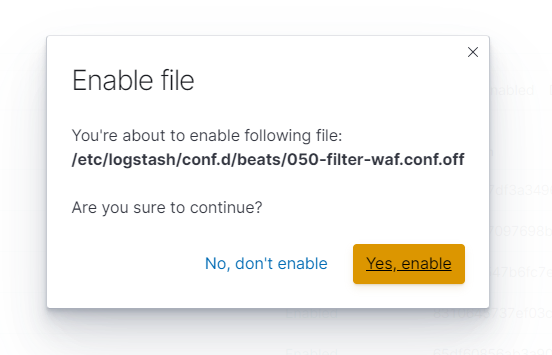 Enable file
You're about to enable following file:
/etc/logstash/conf.d/beats/050-filter-waf.conf.off
Are you sure to continue?
No, don't enable
Yes, enable